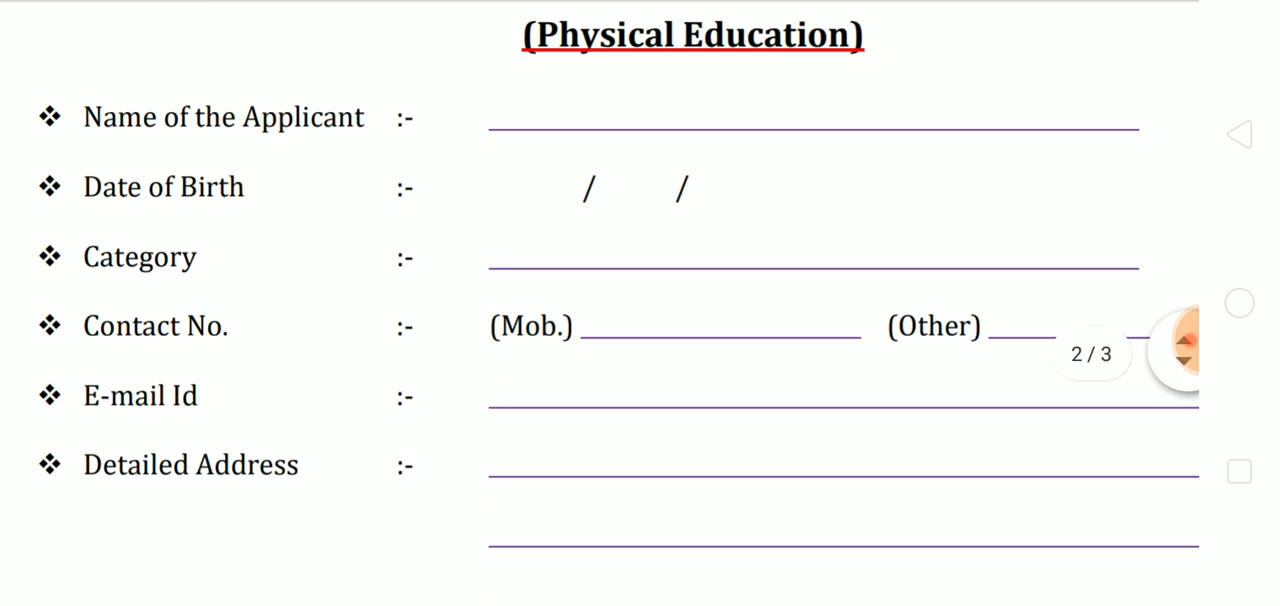 (Physical Education)
❖ Name of the Applicant :-
❖ Date of Birth :- / /
❖ Category :-
❖ Contact No. :- (Mob.) (Other)
2 / 3
❖ E-mail Id :-
❖ Detailed Address :-